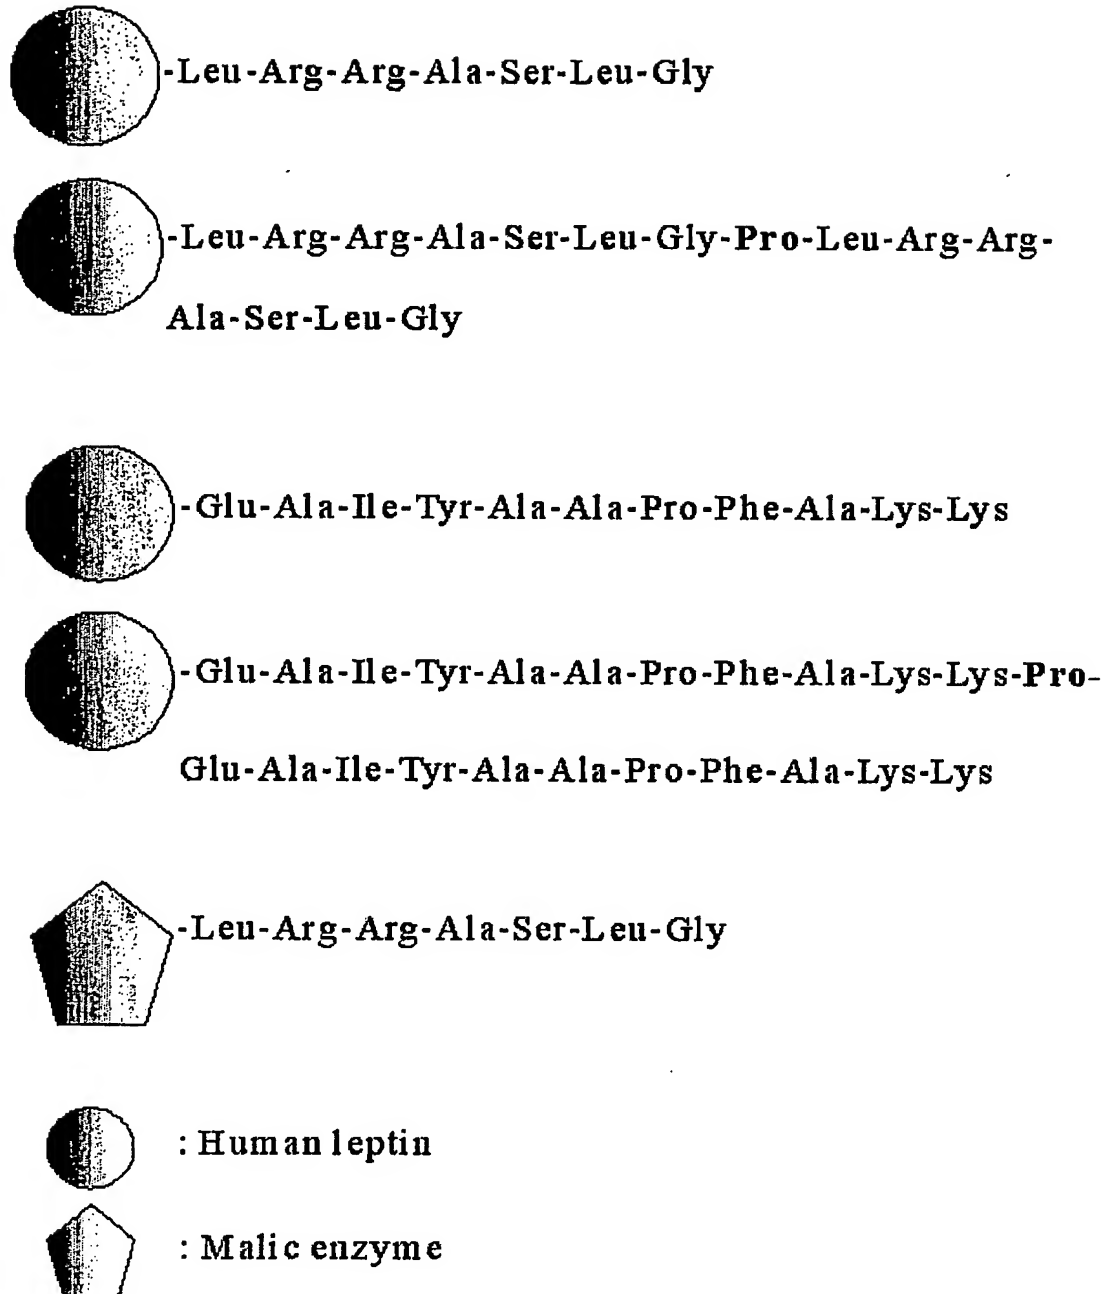 -Leu-Arg-Arg-Ala-Ser-Leu-Gly
-Leu-Arg-Arg-Ala-Ser-Leu-Gly-Pro-Leu-Arg-Arg-
Ala-Ser-Leu-Gly
-Glu-Ala-Ile-Tyr-Ala-Ala-Pro-Phe-Ala-Lys-Lys
-Glu-Ala-Ile-Tyr-Ala-Ala-Pro-Phe-Ala-Lys-Lys-Pro-
Glu-Ala-Ile-Tyr-Ala-Ala-Pro-Phe-Ala-Lys-Lys
-Leu-Arg-Arg-Ala-Ser-Leu-Gly
: Human leptin
: Malic enzyme